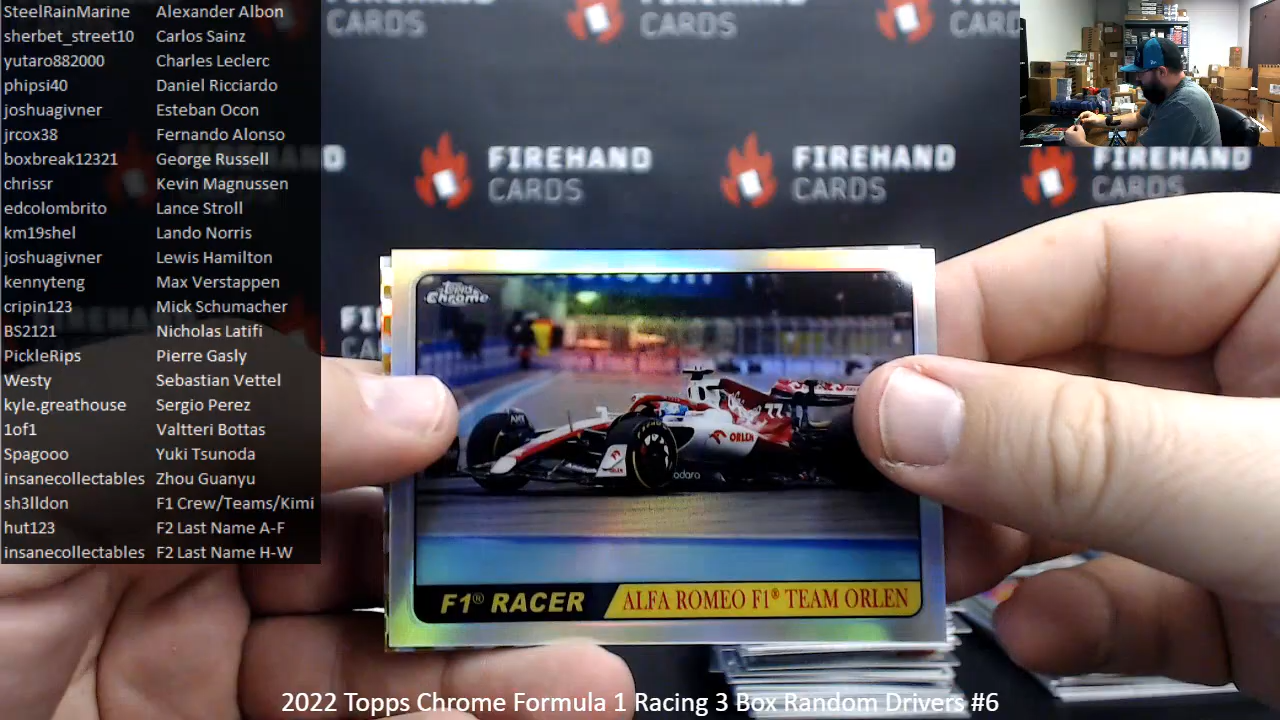 SteelRainMarine Alexander Albon
sherbet_street10 Carlos Sainz
yutaro882000 Charles Leclerc
phipsi40 Daniel Ricciardo
joshuagivner Esteban Ocon
jrcox38 Fernando Alonso
boxbreak12321 George Russell
chrissr Kevin Magnussen
edcolombrito Lance Stroll
km19shel Lando Norris
joshuagivner Lewis Hamilton
kennyteng Max Verstappen
cripin123 Mick Schumacher
BS2121 Nicholas Latifi
PickleRips Pierre Gasly
Westy Sebastian Vettel
kyle.greathouse Sergio Perez
1of1 Valtteri Bottas
Spagooo Yuki Tsunoda
insanecollectables Zhou Guanyu
sh3lldon F1 Crew/Teams/Kimi
hut123 F2 Last Name A-F
insanecollectables F2 Last Name H-W
CARDS
CARDS
CARDS
FIREHAND
CARDS
FIREHAND
CARDS
FIREHAND
CARDS
Topps
Chrome
77
ORLEN
F1® RACER
ALFA ROMEO F1® TEAM ORLEN
2022 Topps Chrome Formula 1 Racing 3 Box Random Drivers #6